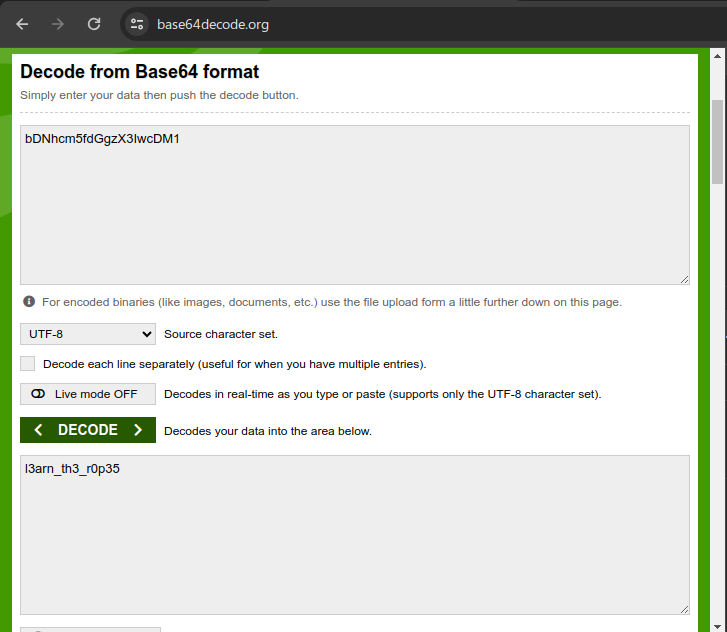 base64decode.org
Decode from Base64 format
Simply enter your data then push the decode button.
bDNhcm5fdGgzX3IwcDM1
For encoded binaries (like images, documents, etc.) use the file upload form a little further down on this page.
UTF-8 Source character set.
Decode each line separately (useful for when you have multiple entries).
Live mode OFF Decodes in real-time as you type or paste (supports only the UTF-8 character set).
DECODE Decodes your data into the area below.
l3arn_th3_r0p35